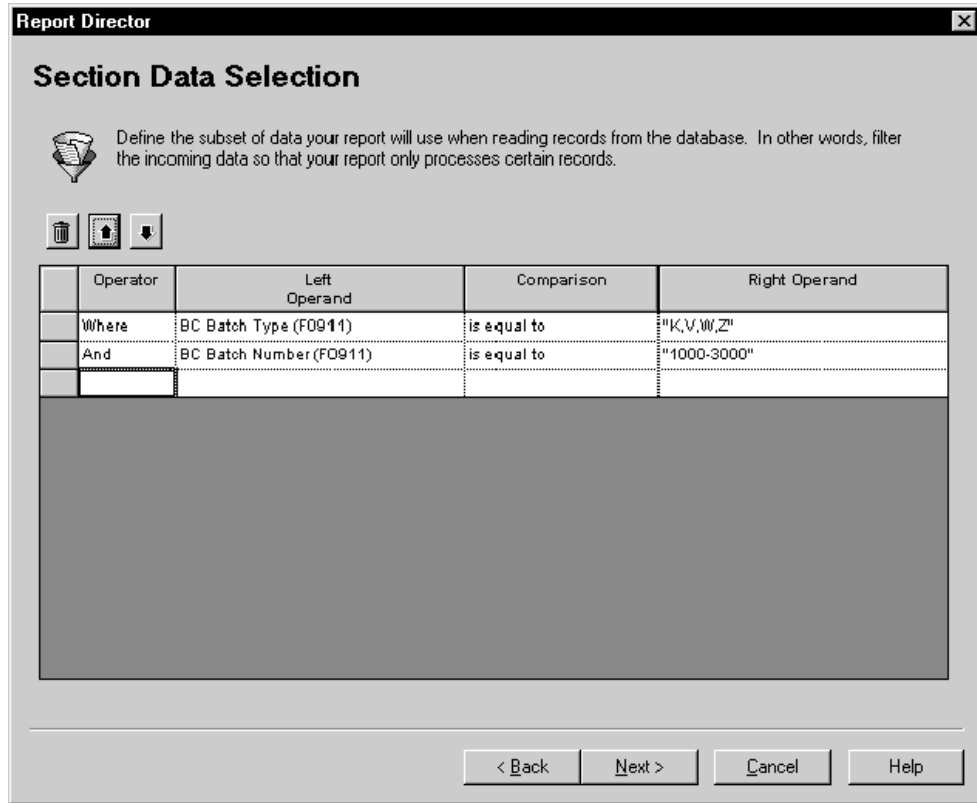 Report Director
Section Data Selection
Define the subset of data your report will use when reading records from the database. In other words, filter
the incoming data so that your report only processes certain records.
Operator Left Operand Comparison Right Operand
Where BC Batch Type (F0911) is equal to "K,V,W,Z"
And BC Batch Number (F0911) is equal to "1000-3000"
< Back Next > Cancel Help